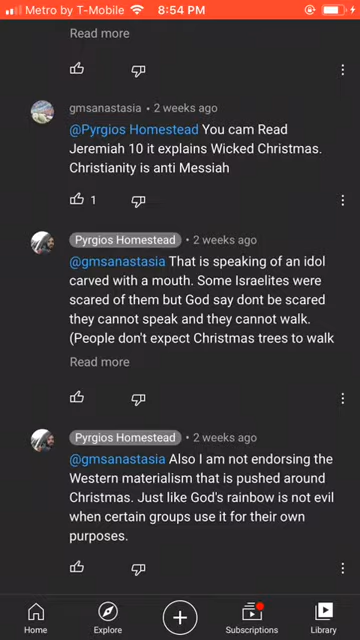 Metro by T-Mobile 8:54 PM
Read more
gmsanastasia • 2 weeks ago
@Pyrgios Homestead You cam Read
Jeremiah 10 it explains Wicked Christmas.
Christianity is anti Messiah
1
Pyrgios Homestead • 2 weeks ago
@gmsanastasia That is speaking of an idol
carved with a mouth. Some Israelites were
scared of them but God say dont be scared
they cannot speak and they cannot walk.
(People don't expect Christmas trees to walk
Read more
Pyrgios Homestead • 2 weeks ago
@gmsanastasia Also I am not endorsing the
Western materialism that is pushed around
Christmas. Just like God's rainbow is not evil
when certain groups use it for their own
purposes.
Home Explore Subscriptions Library